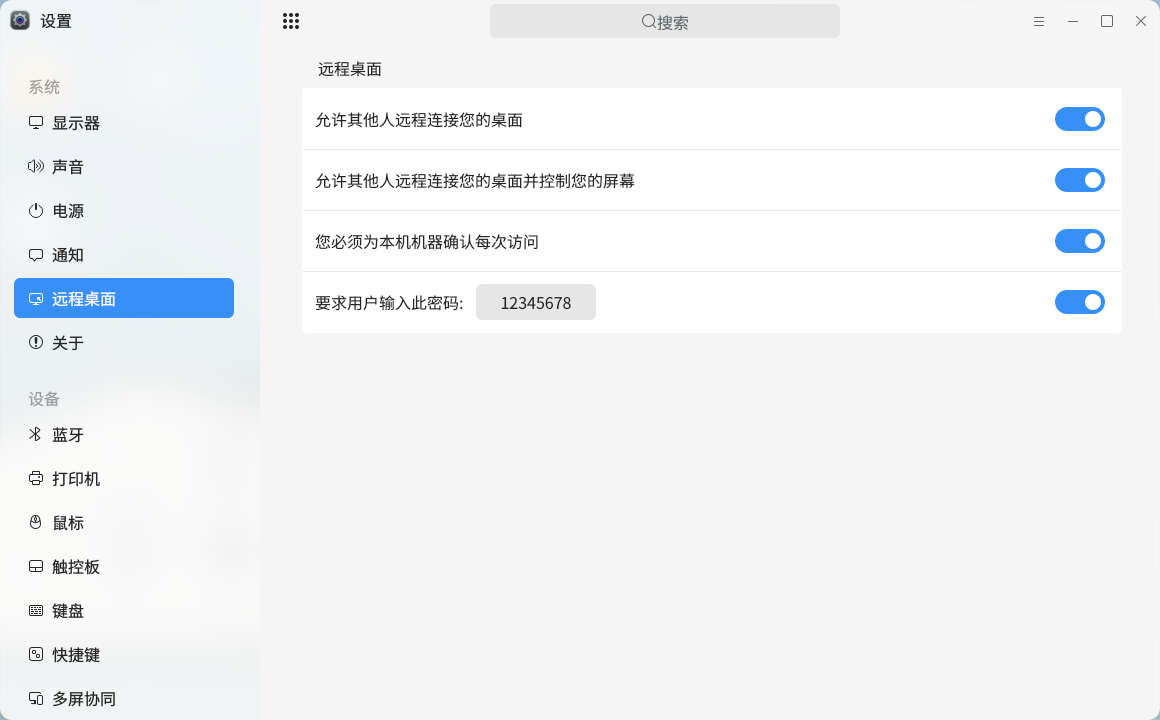 设置
搜索
系统
显示器
声音
电源
通知
远程桌面
关于
设备
蓝牙
打印机
鼠标
触控板
键盘
快捷键
多屏协同
远程桌面
允许其他人远程连接您的桌面
允许其他人远程连接您的桌面并控制您的屏幕
您必须为本机机器确认每次访问
要求用户输入此密码: 12345678